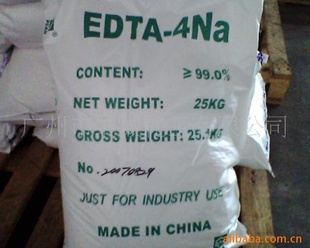 EDTA-4Na
CONTENT: ≥99.0%
NET WEIGHT: 25KG
GROSS WEIGHT: 25.
No. 20070924
JUST FOR INDUSTRY USE
MADE IN CHINA
alibaba.com.cn